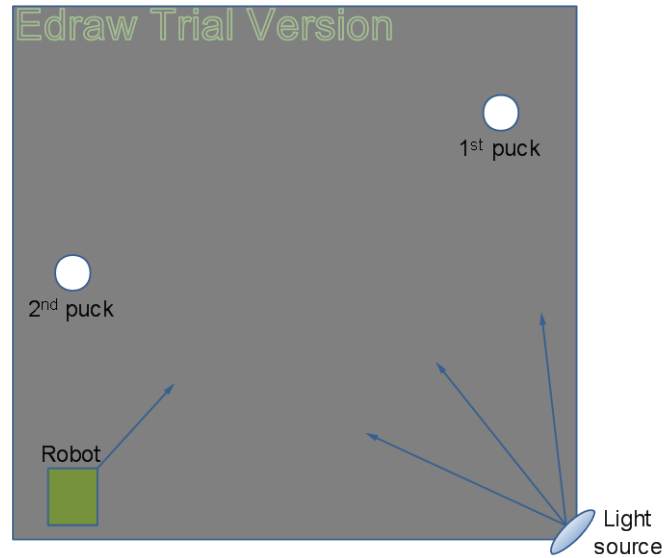 Edraw Trial Version
1st puck
2nd puck
Robot
Light
source